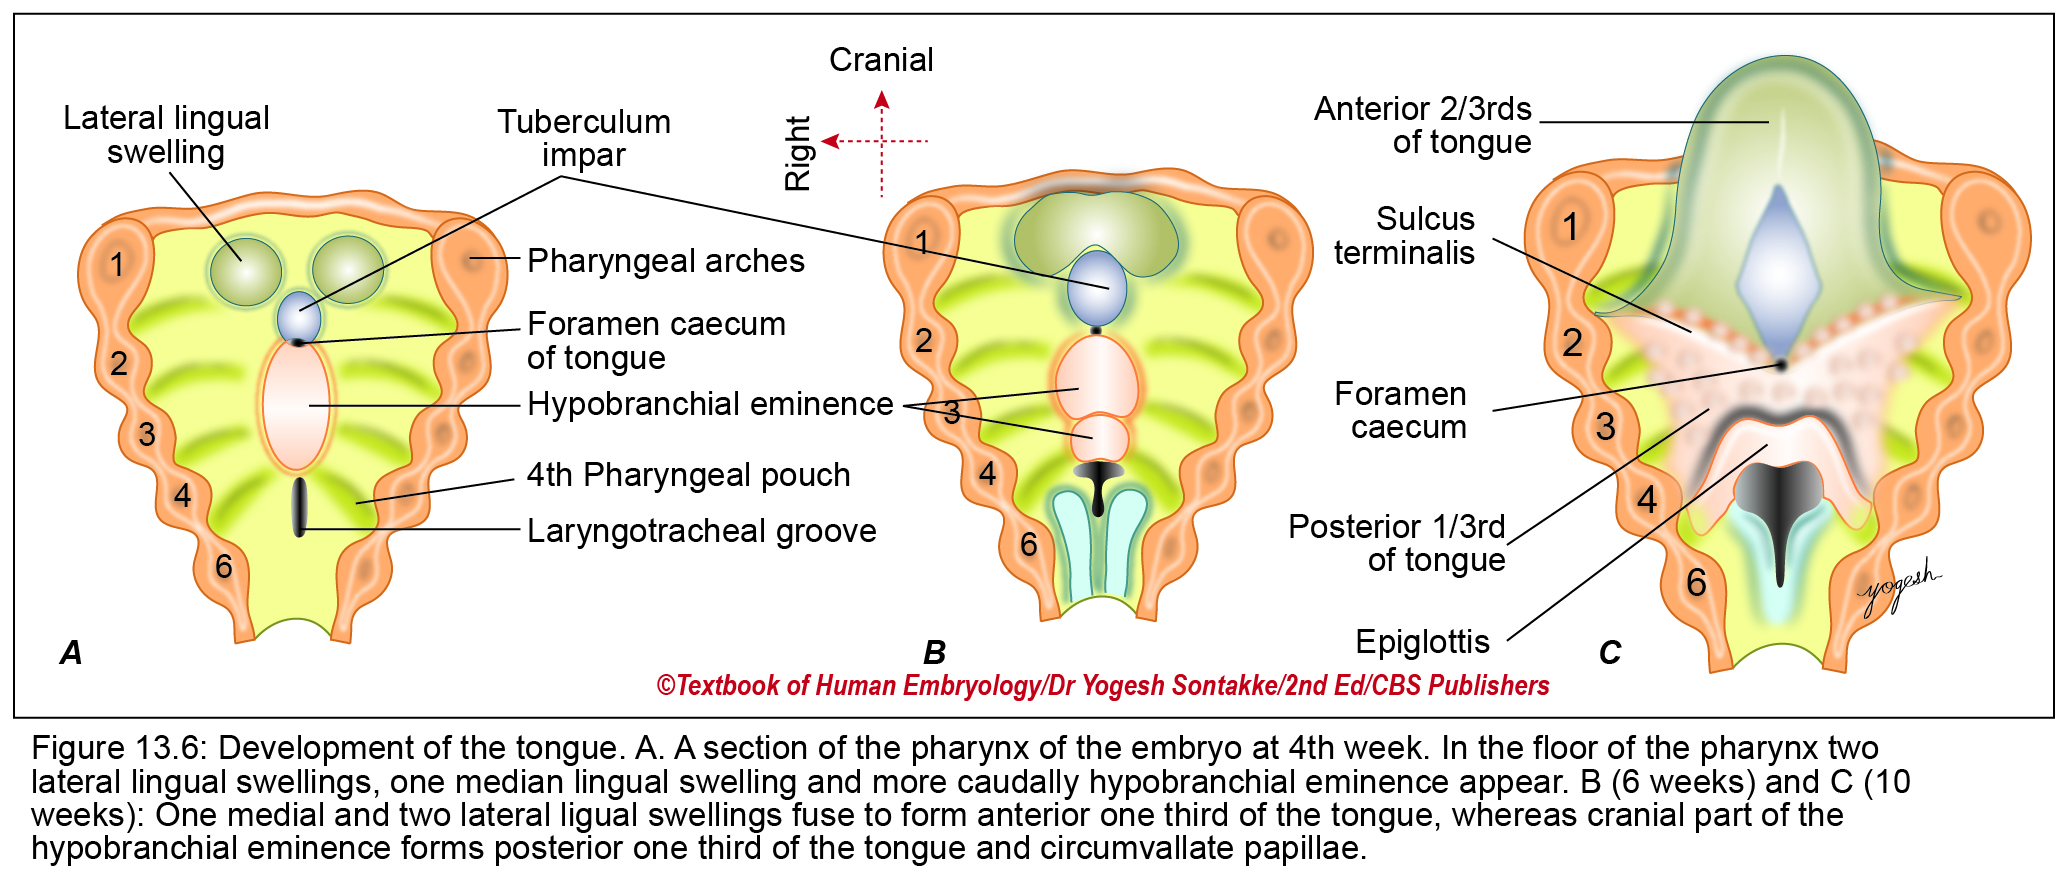 Cranial
Right
Lateral lingual
swelling
Tuberculum
impar
Pharyngeal arches
Foramen caecum
of tongue
Hypobranchial eminence
4th Pharyngeal pouch
Laryngotracheal groove
1
2
3
4
6
A
1
2
3
4
6
B
Anterior 2/3rds
of tongue
Sulcus
terminalis
Foramen
caecum
Posterior 1/3rd
of tongue
Epiglottis
1
2
3
4
6
yogesh
C
©Textbook of Human Embryology/Dr Yogesh Sontakke/2nd Ed/CBS Publishers
Figure 13.6: Development of the tongue. A. A section of the pharynx of the embryo at 4th week. In the floor of the pharynx two
lateral lingual swellings, one median lingual swelling and more caudally hypobranchial eminence appear. B (6 weeks) and C (10
weeks): One medial and two lateral ligual swellings fuse to form anterior one third of the tongue, whereas cranial part of the
hypobranchial eminence forms posterior one third of the tongue and circumvallate papillae.